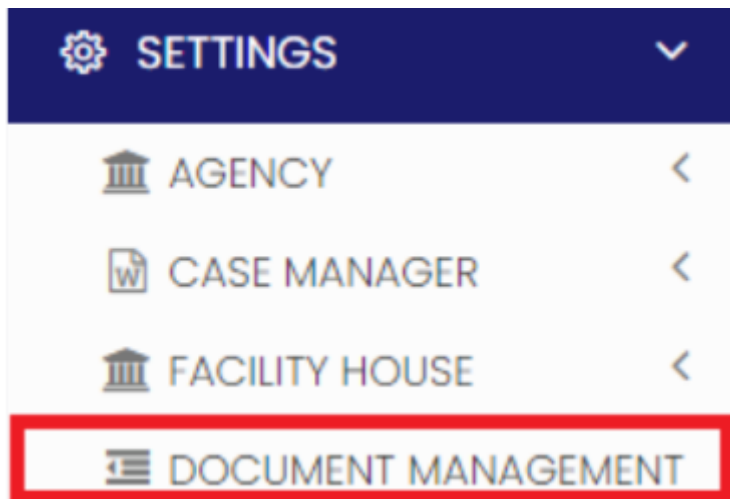 SETTINGS
AGENCY
CASE MANAGER
FACILITY HOUSE
DOCUMENT MANAGEMENT